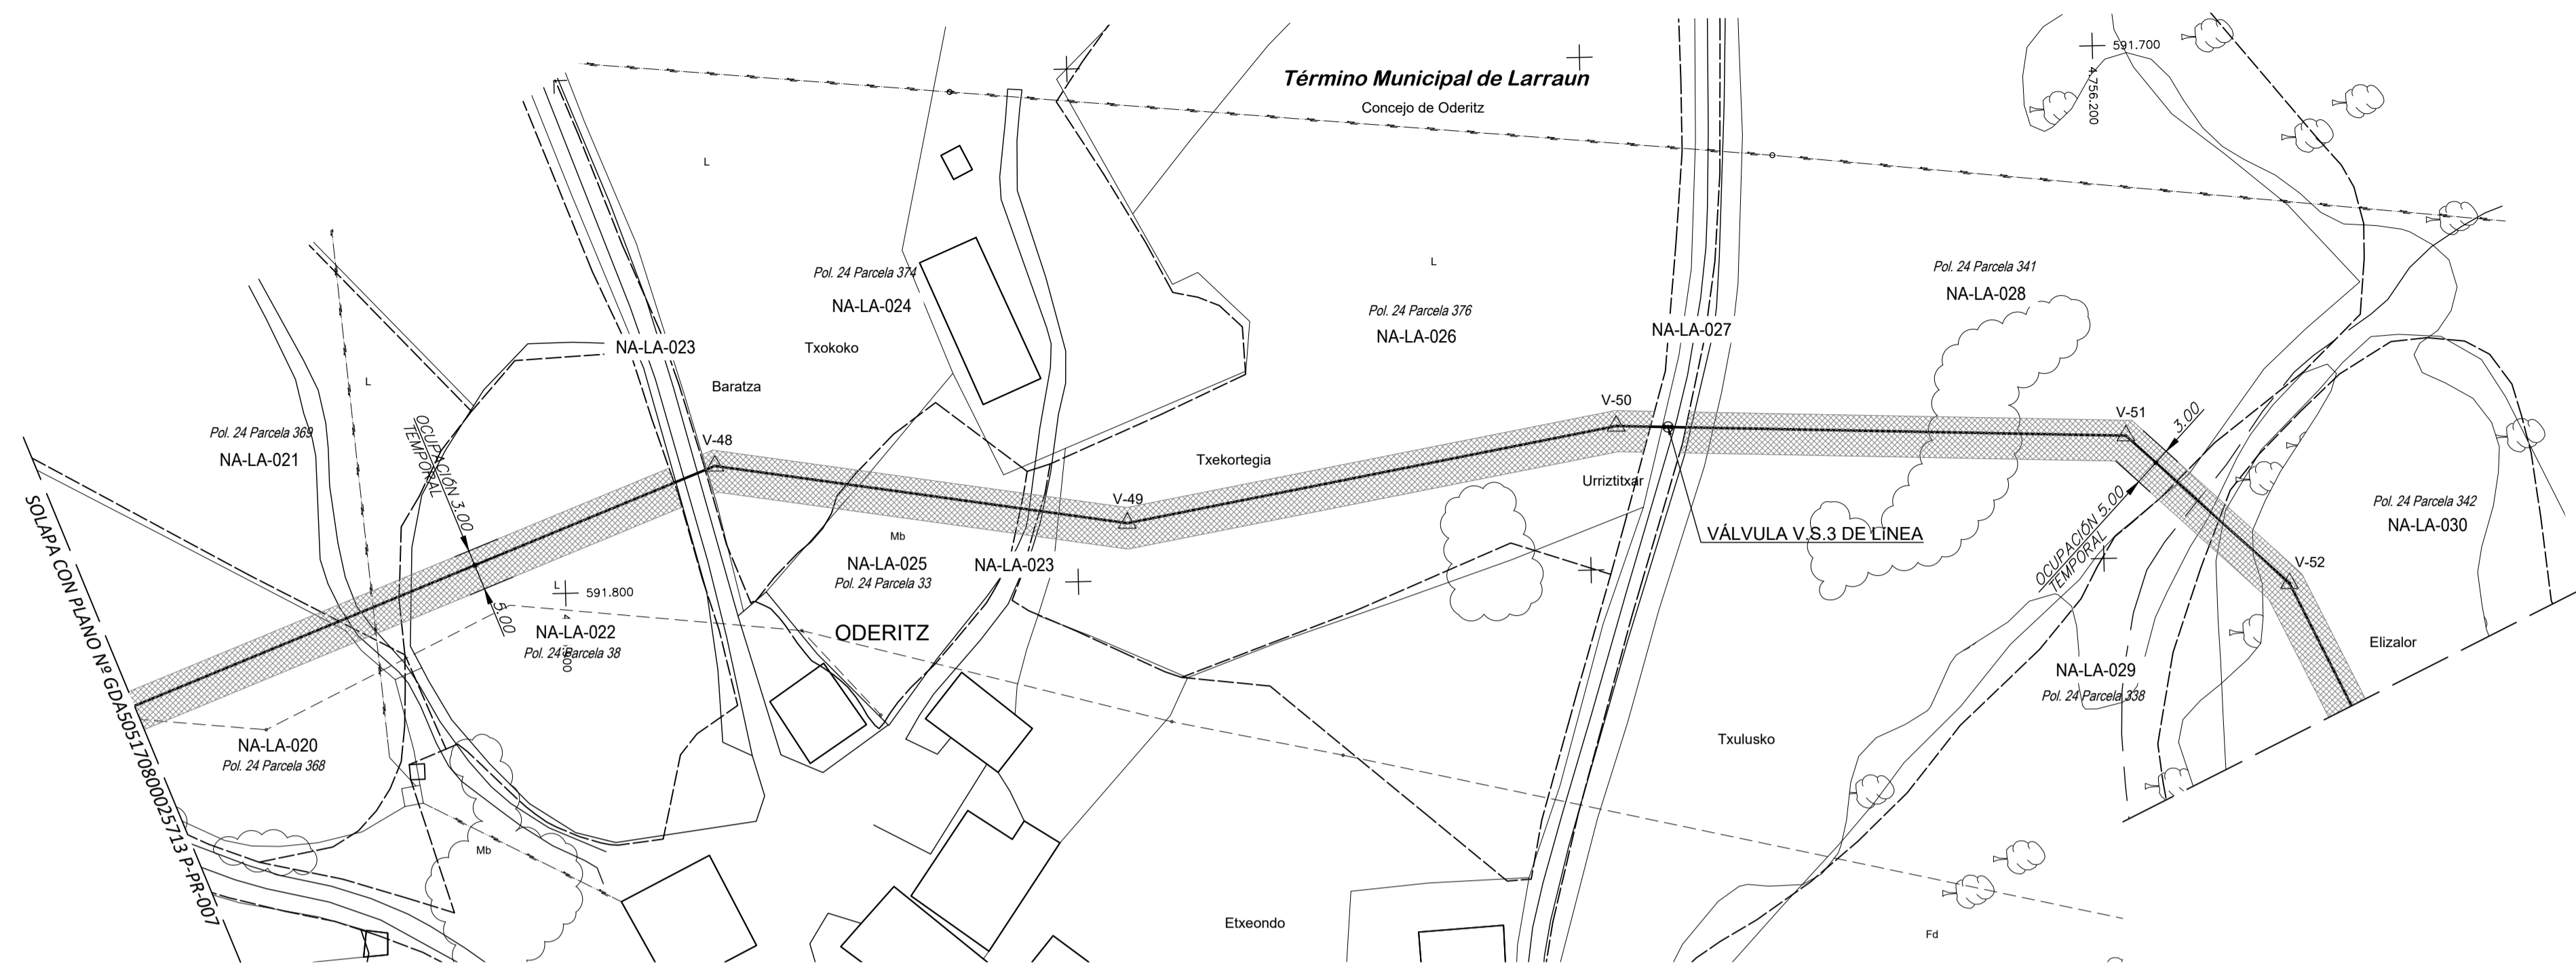 Término Municipal de Larraun
Concejo de Oderitz
591.700
4.756.200
L
L
L
L
Pol. 24 Parcela 374
NA-LA-024
Txokoko
Baratza
NA-LA-023
Pol. 24 Parcela 369
NA-LA-021
OCUPACIÓN 3.00
TEMPORAL
5.00
V-48
V-49
V-50
V-51
V-52
Pol. 24 Parcela 376
NA-LA-026
NA-LA-027
Pol. 24 Parcela 341
NA-LA-028
Txekortegia
Urriztitxar
VÁLVULA V.S.3 DE LíNEA
3.00
OCUPACIÓN 5.00
TEMPORAL
Pol. 24 Parcela 342
NA-LA-030
Elizalor
NA-LA-029
Pol. 24 Parcela 338
Mb
NA-LA-025
Pol. 24 Parcela 33
NA-LA-023
591.800
NA-LA-022
Pol. 24 Parcela 38
ODERITZ
NA-LA-020
Pol. 24 Parcela 368
SOLAPA CON PLANO Nº GDA505170800025713 P-PR-007
Mb
Txulusko
Etxeondo
Fd